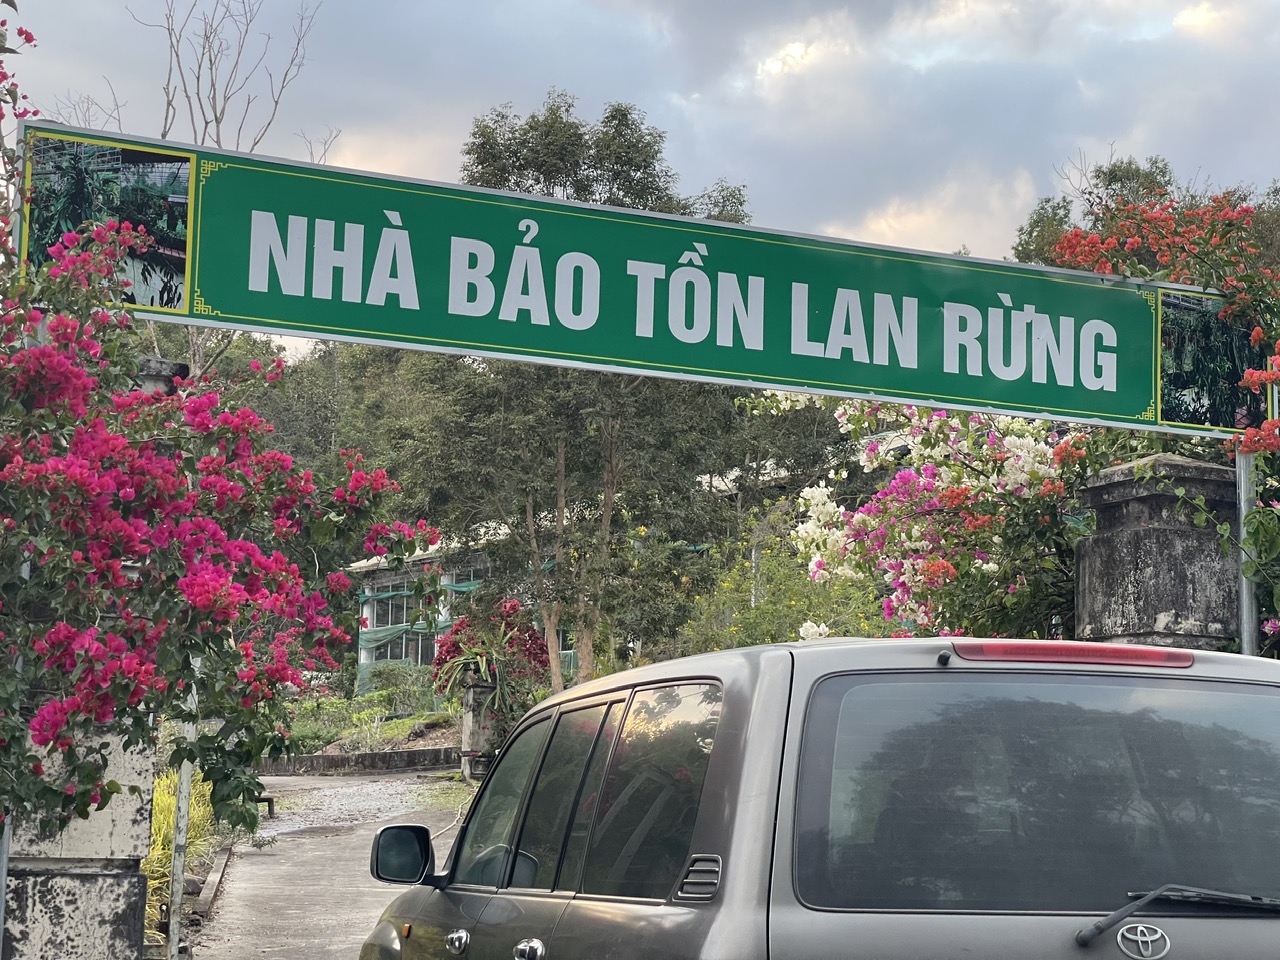 NHÀ BẢO TỒN LAN RỪNG